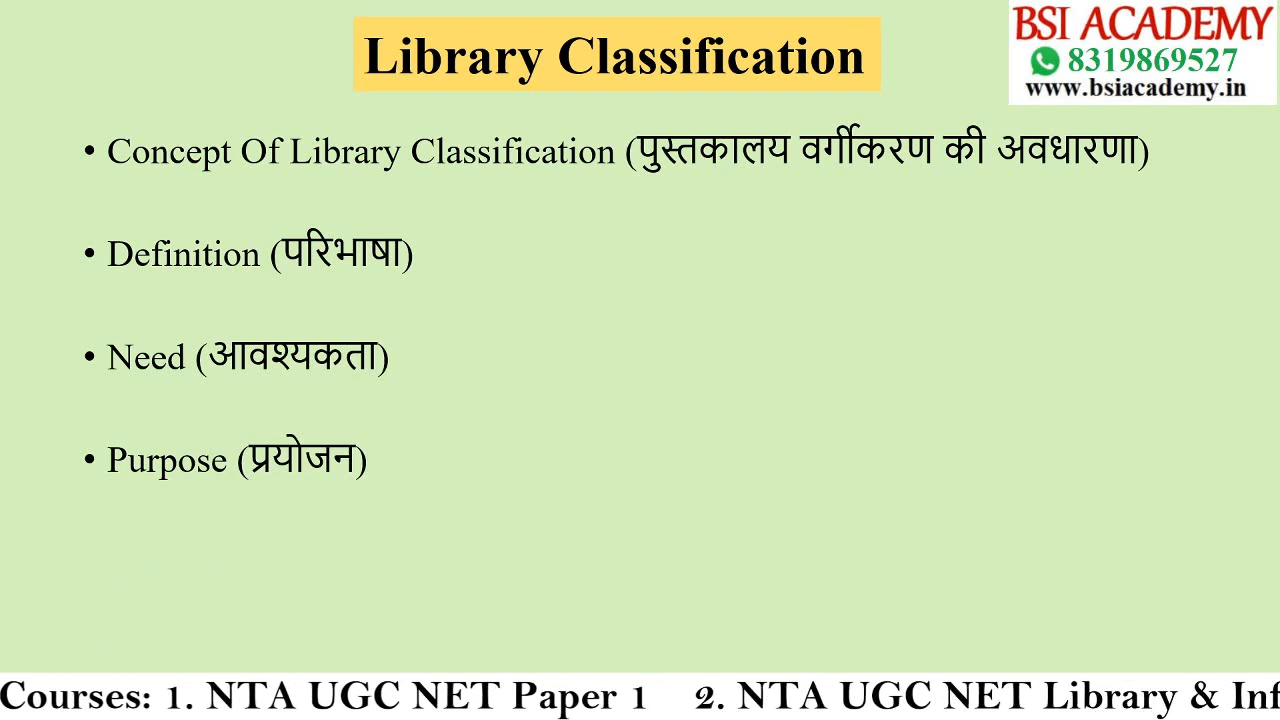 Library Classification
BSI ACADEMY
8319869527
www.bsiacademy.in
• Concept Of Library Classification (पुस्तकालय वर्गीकरण की अवधारणा)
• Definition (परिभाषा)
• Need (आवश्यकता)
• Purpose (प्रयोजन)
Courses: 1. NTA UGC NET Paper 1 2. NTA UGC NET Library & Inf